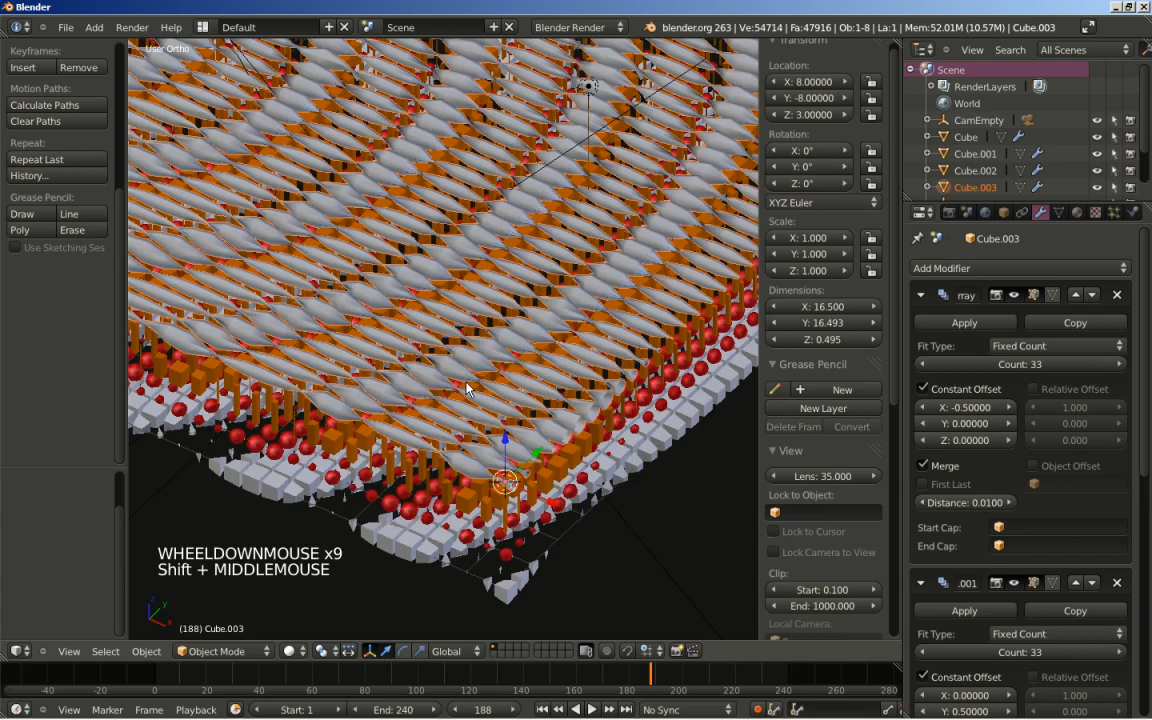 Blender
File Add Render Help Default Scene Blender Render blender.org 263 | Ve:54714 | Fa:47916 | Ob:1-8 | La:1 | Mem:52.01M (10.57M) | Cube.003
Keyframes:
Insert Remove
Motion Paths:
Calculate Paths
Clear Paths
Repeat:
Repeat Last
History...
Grease Pencil:
Draw Line
Poly Erase
Use Sketching Ses
User Ortho
WHEELDOWNMOUSE x9
Shift + MIDDLEMOUSE
(188) Cube.003
Transform
Location:
X: 8.00000
Y: -8.00000
Z: 3.00000
Rotation:
X: 0°
Y: 0°
Z: 0°
XYZ Euler
Scale:
X: 1.000
Y: 1.000
Z: 1.000
Dimensions:
X: 16.500
Y: 16.493
Z: 0.495
Grease Pencil
New
New Layer
Delete Fram Convert
View
Lens: 35.000
Lock to Object:
Lock to Cursor
Lock Camera to View
Clip:
Start: 0.100
End: 1000.000
Local Camera:
View Search All Scenes
Scene
RenderLayers
World
CamEmpty
Cube
Cube.001
Cube.002
Cube.003
Cube.003
Add Modifier
rray
Apply Copy
Fit Type: Fixed Count
Count: 33
Constant Offset Relative Offset
X: -0.50000 1.000
Y: 0.00000 0.000
Z: 0.00000 0.000
Merge Object Offset
First Last
Distance: 0.0100
Start Cap:
End Cap:
.001
Apply Copy
Fit Type: Fixed Count
Count: 33
Constant Offset Relative Offset
X: 0.00000 1.000
Y: 0.50000 0.000
View Select Object Object Mode Global
-40 -20 0 20 40 60 80 100 120 140 160 180 200 220 240 260 280
View Marker Frame Playback Start: 1 End: 240 188 No Sync